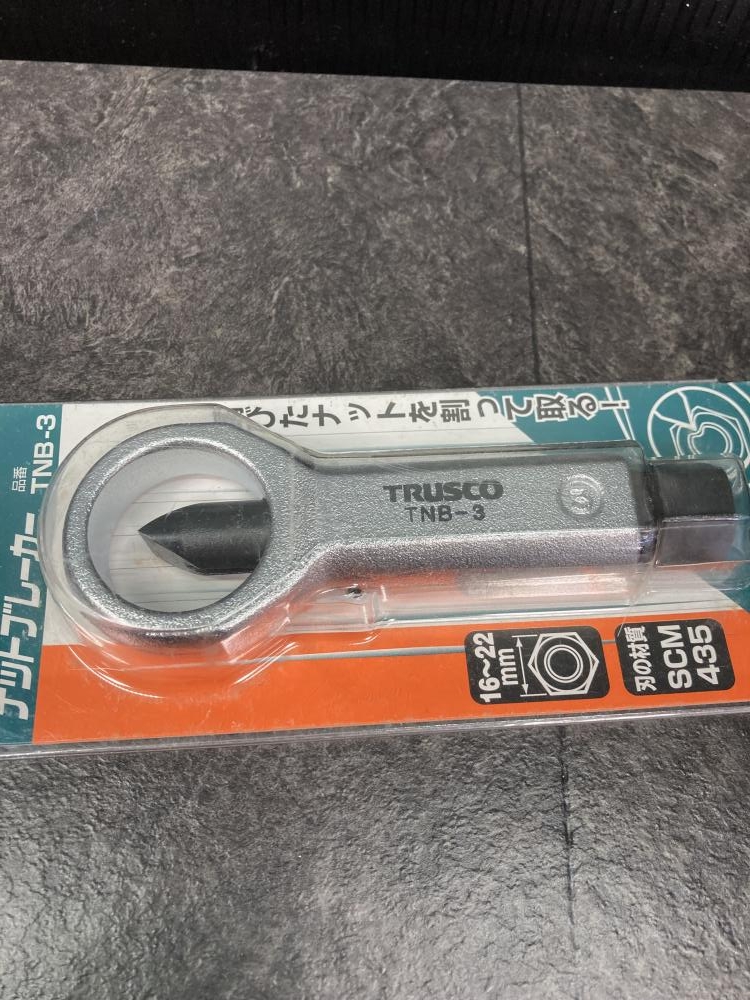 たナットを割って取る!
品番 TNB-3
ナットブレーカー
TRUSCO
TNB-3
16~22
mm
刃の材質
SCM
435